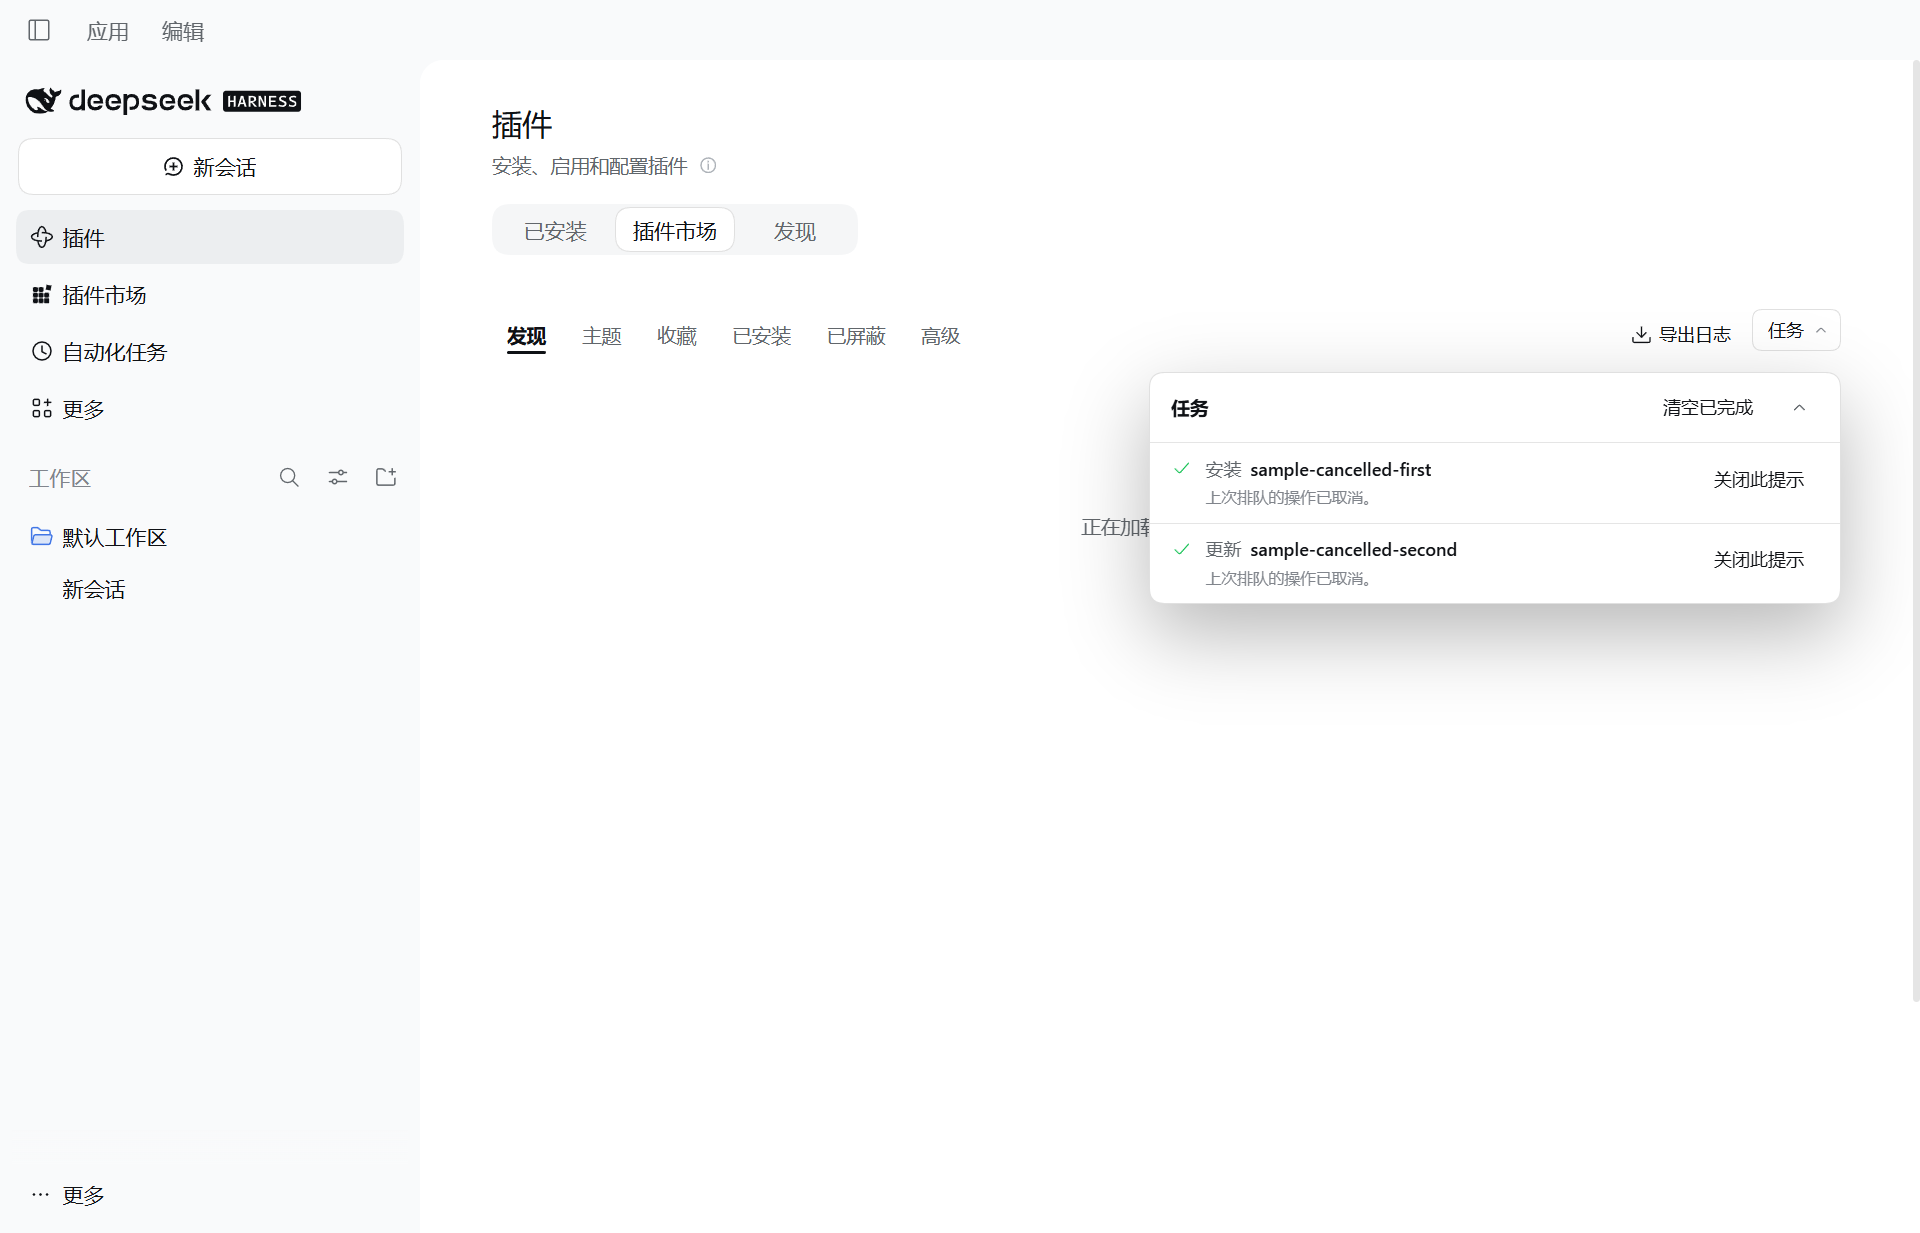 应用 编辑
deepseek HARNESS
新会话
插件
插件市场
自动化任务
更多
工作区
默认工作区
新会话
更多
插件
安装、启用和配置插件
已安装 插件市场 发现
发现 主题 收藏 已安装 已屏蔽 高级
导出日志 任务
任务 清空已完成
安装 sample-cancelled-first
上次排队的操作已取消。
关闭此提示
正在加
更新 sample-cancelled-second
上次排队的操作已取消。
关闭此提示